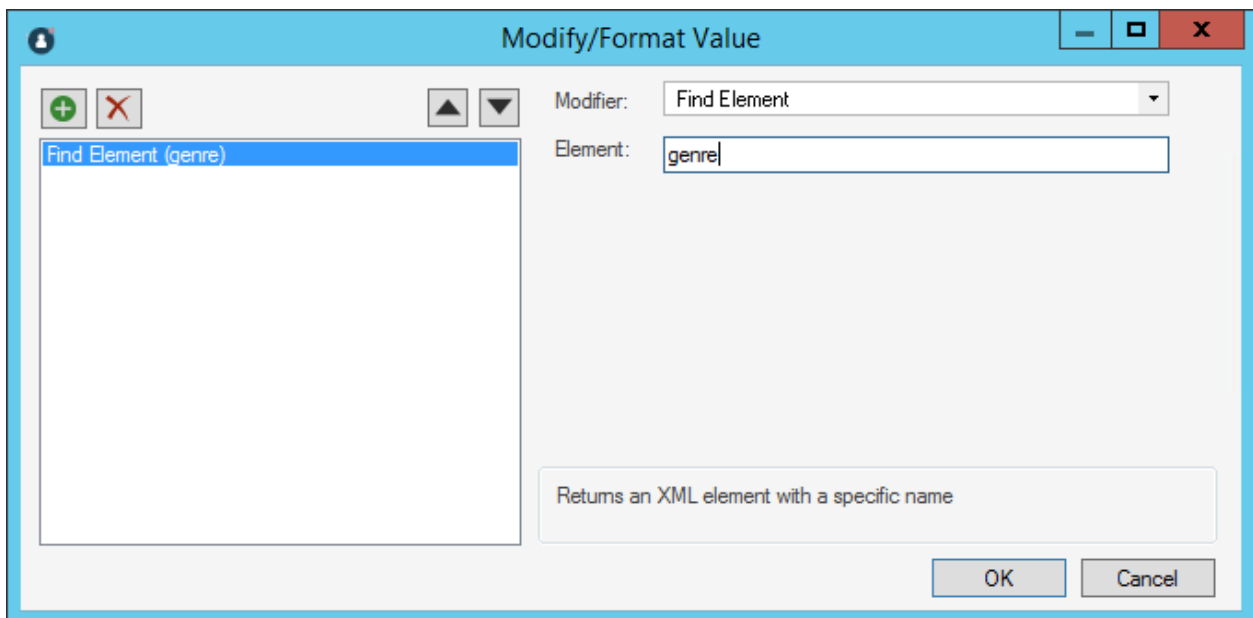 Modify/Format Value
x
Modifier:
Find Element
Element:
genre
Find Element (genre)
Returns an XML element with a specific name
OK
Cancel